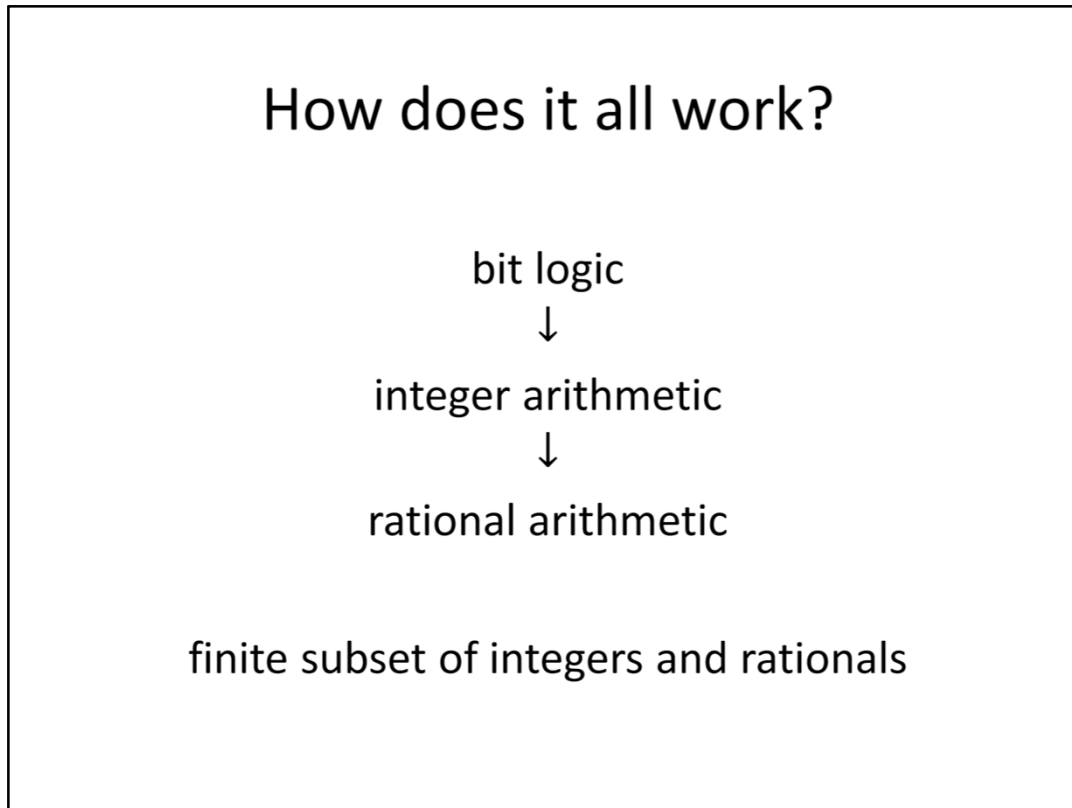 How does it all work?
bit logic
↓
integer arithmetic
↓
rational arithmetic
finite subset of integers and rationals